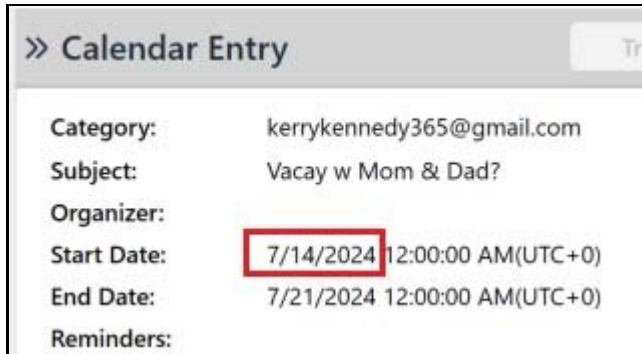 » Calendar Entry
Tr
Category: kerrykennedy365@gmail.com
Subject: Vacay w Mom & Dad?
Organizer:
Start Date: 7/14/2024 12:00:00 AM(UTC+0)
End Date: 7/21/2024 12:00:00 AM(UTC+0)
Reminders: